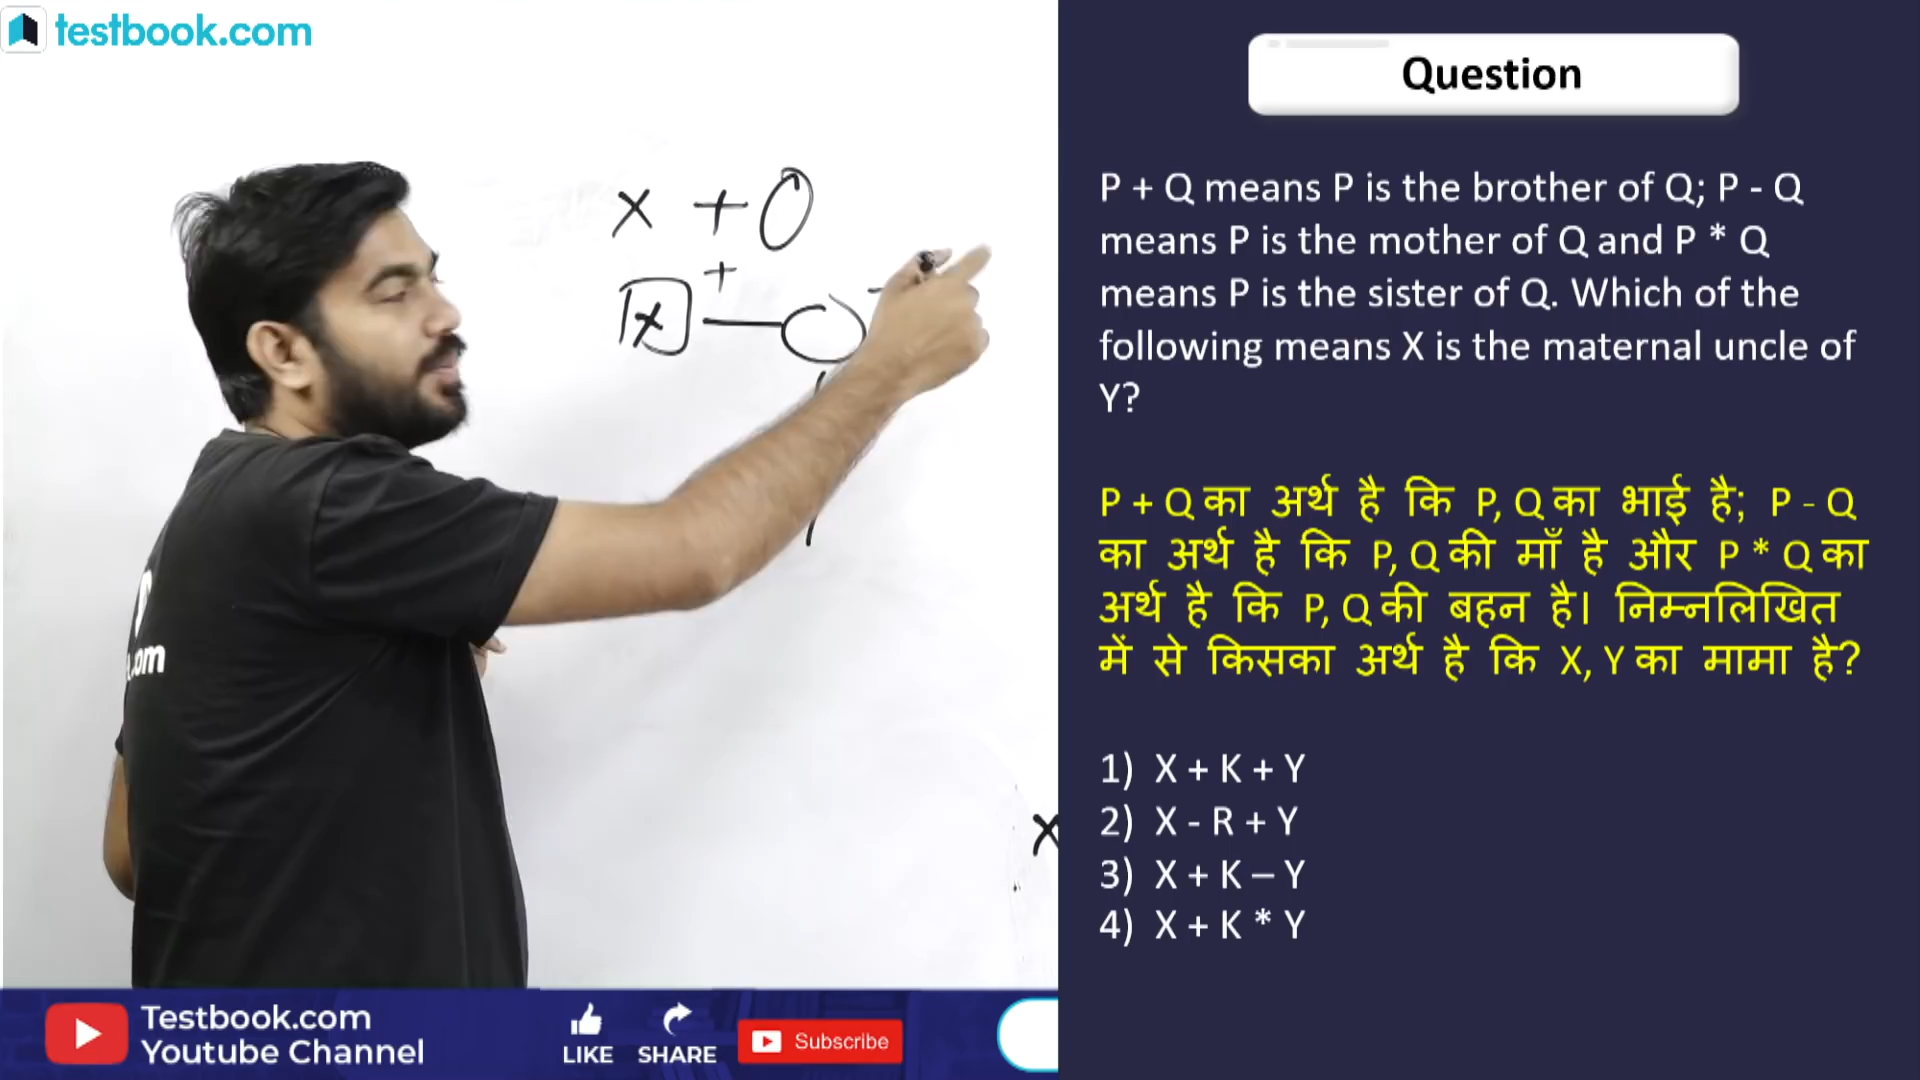 testbook.com
Question
x + O
+
x
P + Q means P is the brother of Q; P - Q
means P is the mother of Q and P * Q
means P is the sister of Q. Which of the
following means X is the maternal uncle of
Y?
P + Q का अर्थ है कि P, Q का भाई है; P - Q
का अर्थ है कि P, Q की माँ है और P * Q का
अर्थ है कि P, Q की बहन है। निम्नलिखित
में से किसका अर्थ है कि X, Y का मामा है?
1) X + K + Y
2) X - R + Y
3) X + K – Y
4) X + K * Y
x
Testbook.com
Youtube Channel
LIKE
SHARE
Subscribe